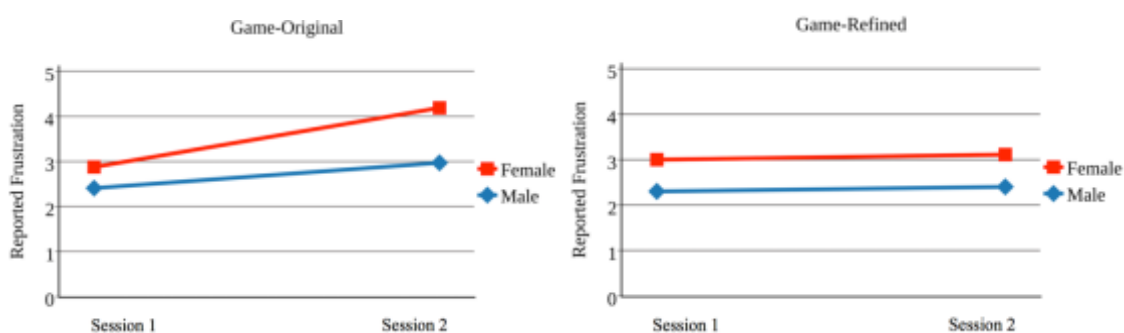 Game-Original
Reported Frustration
5
4
3
2
1
0
Session 1
Session 2
Female
Male
Game-Refined
Reported Frustration
5
4
3
2
1
0
Session 1
Session 2
Female
Male